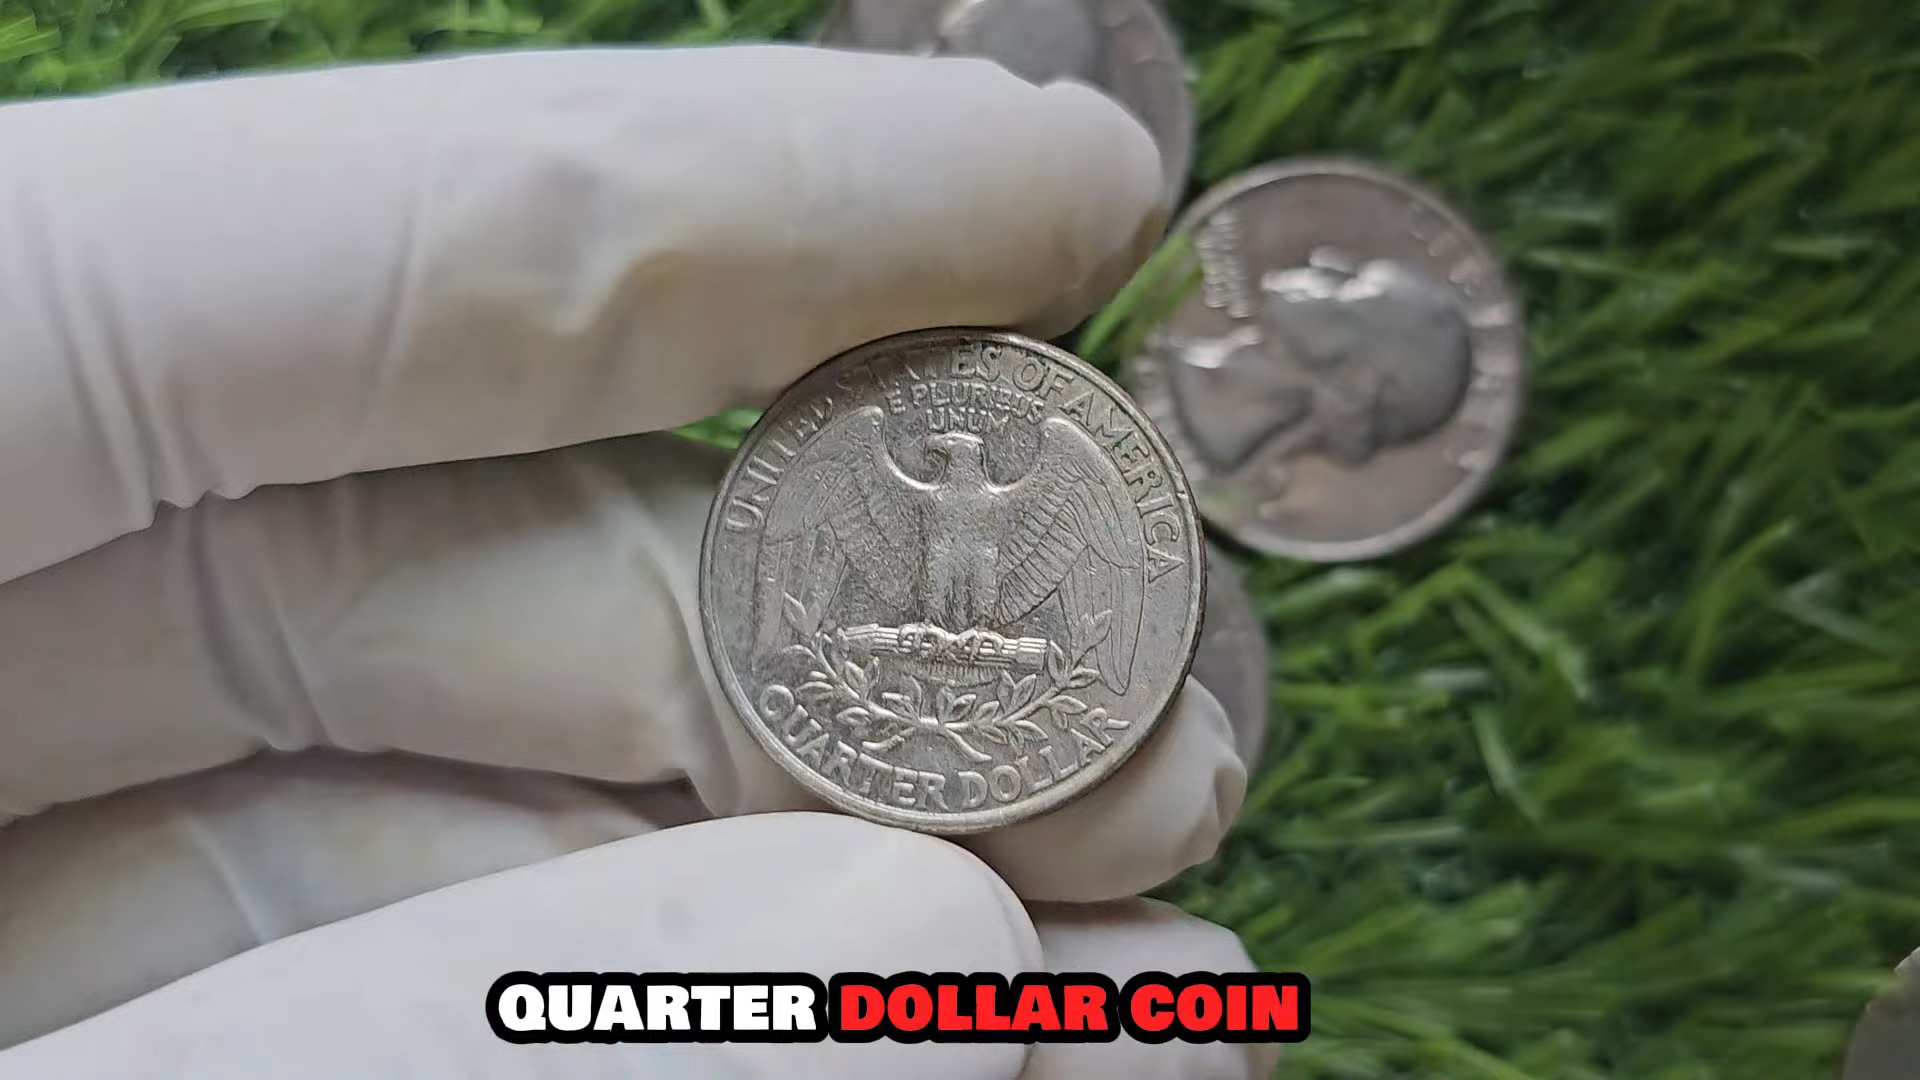 UNITED STATES OF AMERICA
E PLURIBUS
UNUM
QUARTER DOLLAR
QUARTER DOLLAR COIN